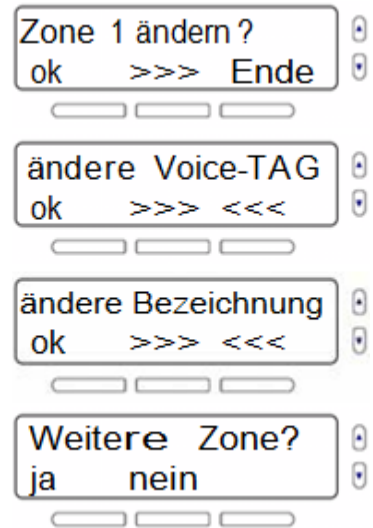 Zone 1 ändern ?
ok >>> Ende
ändere Voice-TAG
ok >>> <<<
ändere Bezeichnung
ok >>> <<<
Weitere Zone?
ja nein